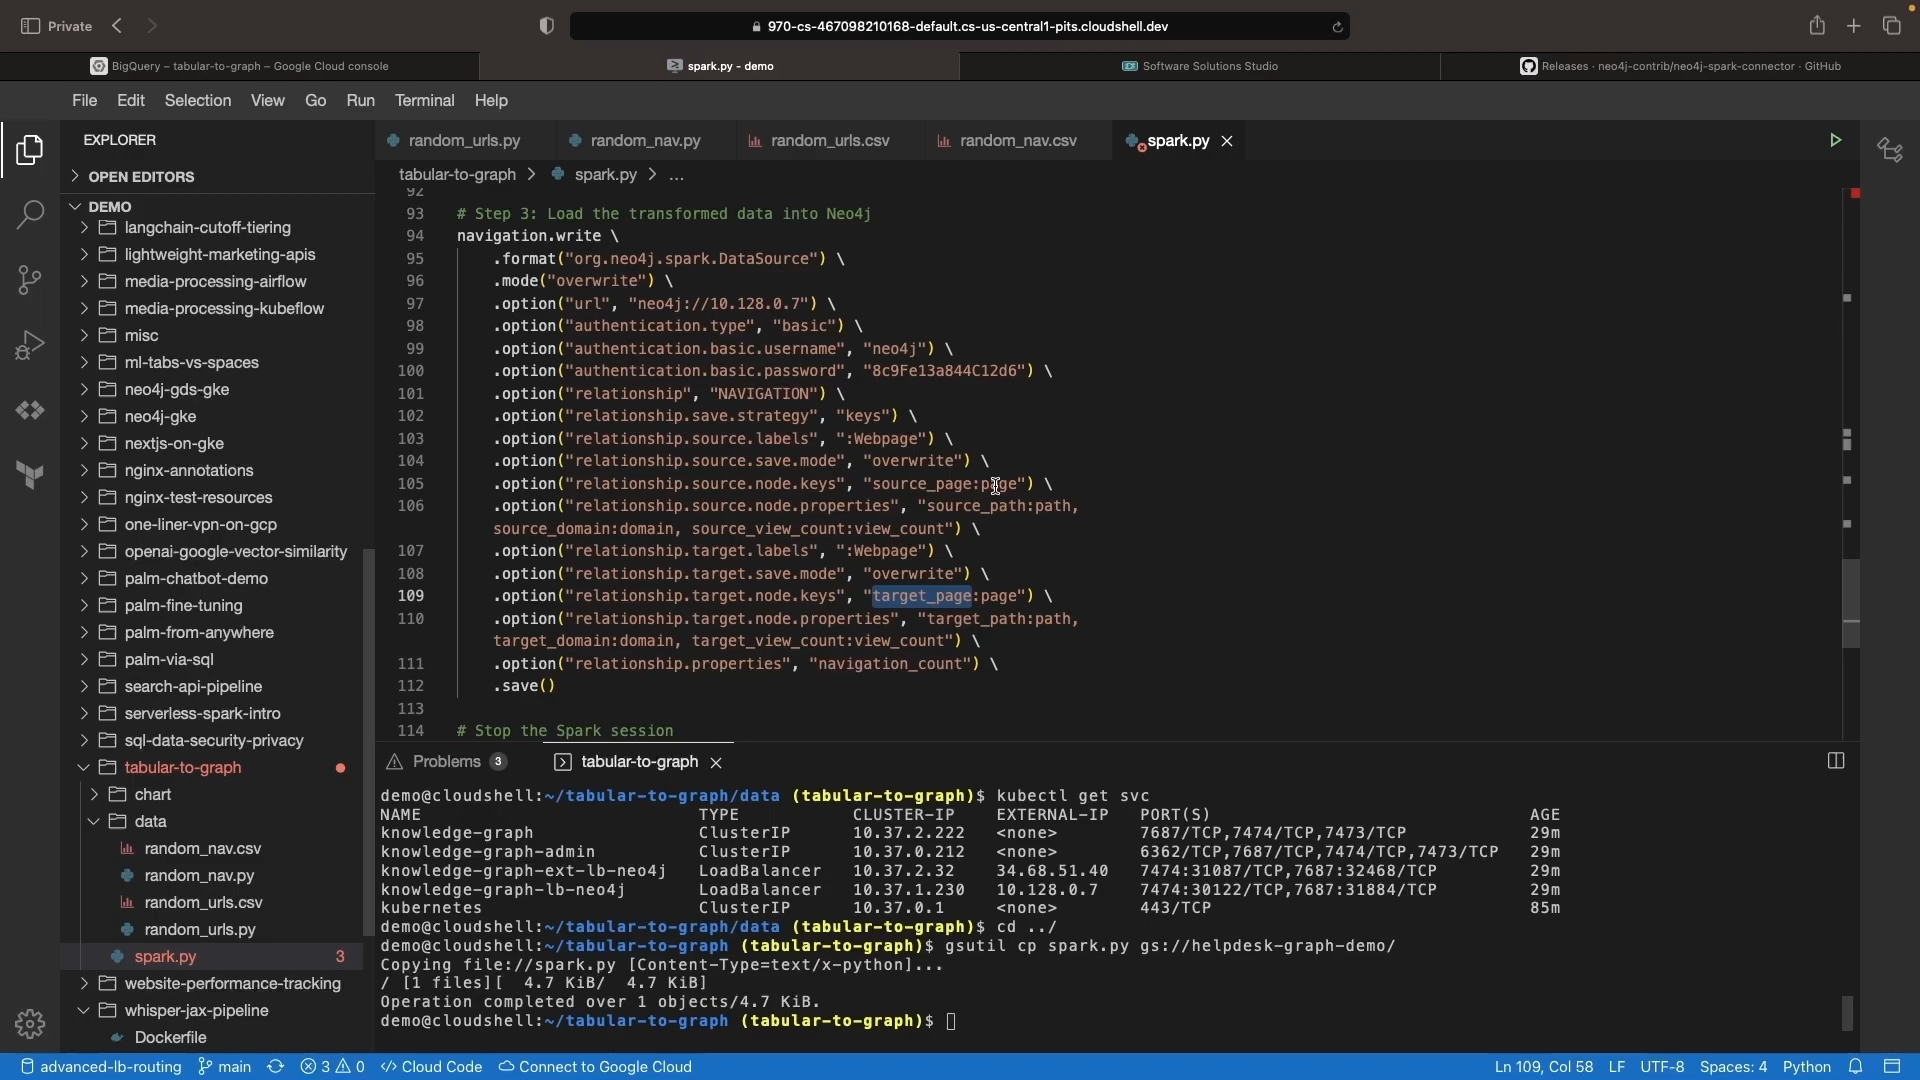 Private
970-cs-467098210168-default.cs-us-central1-pits.cloudshell.dev
BigQuery – tabular-to-graph – Google Cloud console
spark.py - demo
Software Solutions Studio
Releases · neo4j-contrib/neo4j-spark-connector · GitHub
File Edit Selection View Go Run Terminal Help
EXPLORER
OPEN EDITORS
DEMO
langchain-cutoff-tiering
lightweight-marketing-apis
media-processing-airflow
media-processing-kubeflow
misc
ml-tabs-vs-spaces
neo4j-gds-gke
neo4j-gke
nextjs-on-gke
nginx-annotations
nginx-test-resources
one-liner-vpn-on-gcp
openai-google-vector-similarity
palm-chatbot-demo
palm-fine-tuning
palm-from-anywhere
palm-via-sql
search-api-pipeline
serverless-spark-intro
sql-data-security-privacy
tabular-to-graph
chart
data
random_nav.csv
random_nav.py
random_urls.csv
random_urls.py
spark.py 3
website-performance-tracking
whisper-jax-pipeline
Dockerfile
random_urls.py random_nav.py random_urls.csv random_nav.csv spark.py
tabular-to-graph > spark.py > ...
92
93 # Step 3: Load the transformed data into Neo4j
94 navigation.write \
95 .format("org.neo4j.spark.DataSource") \
96 .mode("overwrite") \
97 .option("url", "neo4j://10.128.0.7") \
98 .option("authentication.type", "basic") \
99 .option("authentication.basic.username", "neo4j") \
100 .option("authentication.basic.password", "8c9Fe13a844C12d6") \
101 .option("relationship", "NAVIGATION") \
102 .option("relationship.save.strategy", "keys") \
103 .option("relationship.source.labels", ":Webpage") \
104 .option("relationship.source.save.mode", "overwrite") \
105 .option("relationship.source.node.keys", "source_page:page") \
106 .option("relationship.source.node.properties", "source_path:path,
source_domain:domain, source_view_count:view_count") \
107 .option("relationship.target.labels", ":Webpage") \
108 .option("relationship.target.save.mode", "overwrite") \
109 .option("relationship.target.node.keys", "target_page:page") \
110 .option("relationship.target.node.properties", "target_path:path,
target_domain:domain, target_view_count:view_count") \
111 .option("relationship.properties", "navigation_count") \
112 .save()
113
114 # Stop the Spark session
Problems 3 tabular-to-graph
demo@cloudshell:~/tabular-to-graph/data (tabular-to-graph)$ kubectl get svc
NAME TYPE CLUSTER-IP EXTERNAL-IP PORT(S) AGE
knowledge-graph ClusterIP 10.37.2.222 <none> 7687/TCP,7474/TCP,7473/TCP 29m
knowledge-graph-admin ClusterIP 10.37.0.212 <none> 6362/TCP,7687/TCP,7474/TCP,7473/TCP 29m
knowledge-graph-ext-lb-neo4j LoadBalancer 10.37.2.32 34.68.51.40 7474:31087/TCP,7687:32468/TCP 29m
knowledge-graph-lb-neo4j LoadBalancer 10.37.1.230 10.128.0.7 7474:30122/TCP,7687:31884/TCP 29m
kubernetes ClusterIP 10.37.0.1 <none> 443/TCP 85m
demo@cloudshell:~/tabular-to-graph/data (tabular-to-graph)$ cd ../
demo@cloudshell:~/tabular-to-graph (tabular-to-graph)$ gsutil cp spark.py gs://helpdesk-graph-demo/
Copying file://spark.py [Content-Type=text/x-python]...
/ [1 files][ 4.7 KiB/ 4.7 KiB]
Operation completed over 1 objects/4.7 KiB.
demo@cloudshell:~/tabular-to-graph (tabular-to-graph)$
advanced-lb-routing main 3 0 Cloud Code Connect to Google Cloud Ln 109, Col 58 LF UTF-8 Spaces: 4 Python